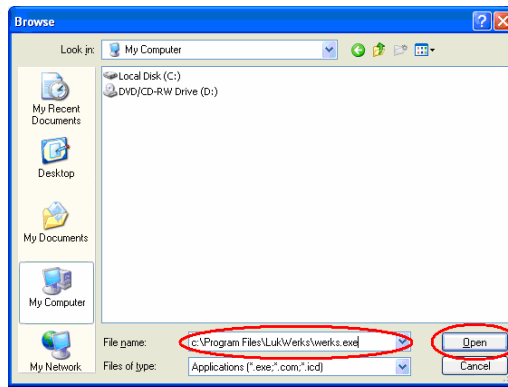 Browse
Look in:
My Computer
Local Disk (C:)
DVD/CD-RW Drive (D:)
My Recent
Documents
Desktop
My Documents
My Computer
My Network
File name:
c:\Program Files\LukWerks\werks.exe
Open
Files of type:
Applications (*.exe;*.com;*.icd)
Cancel